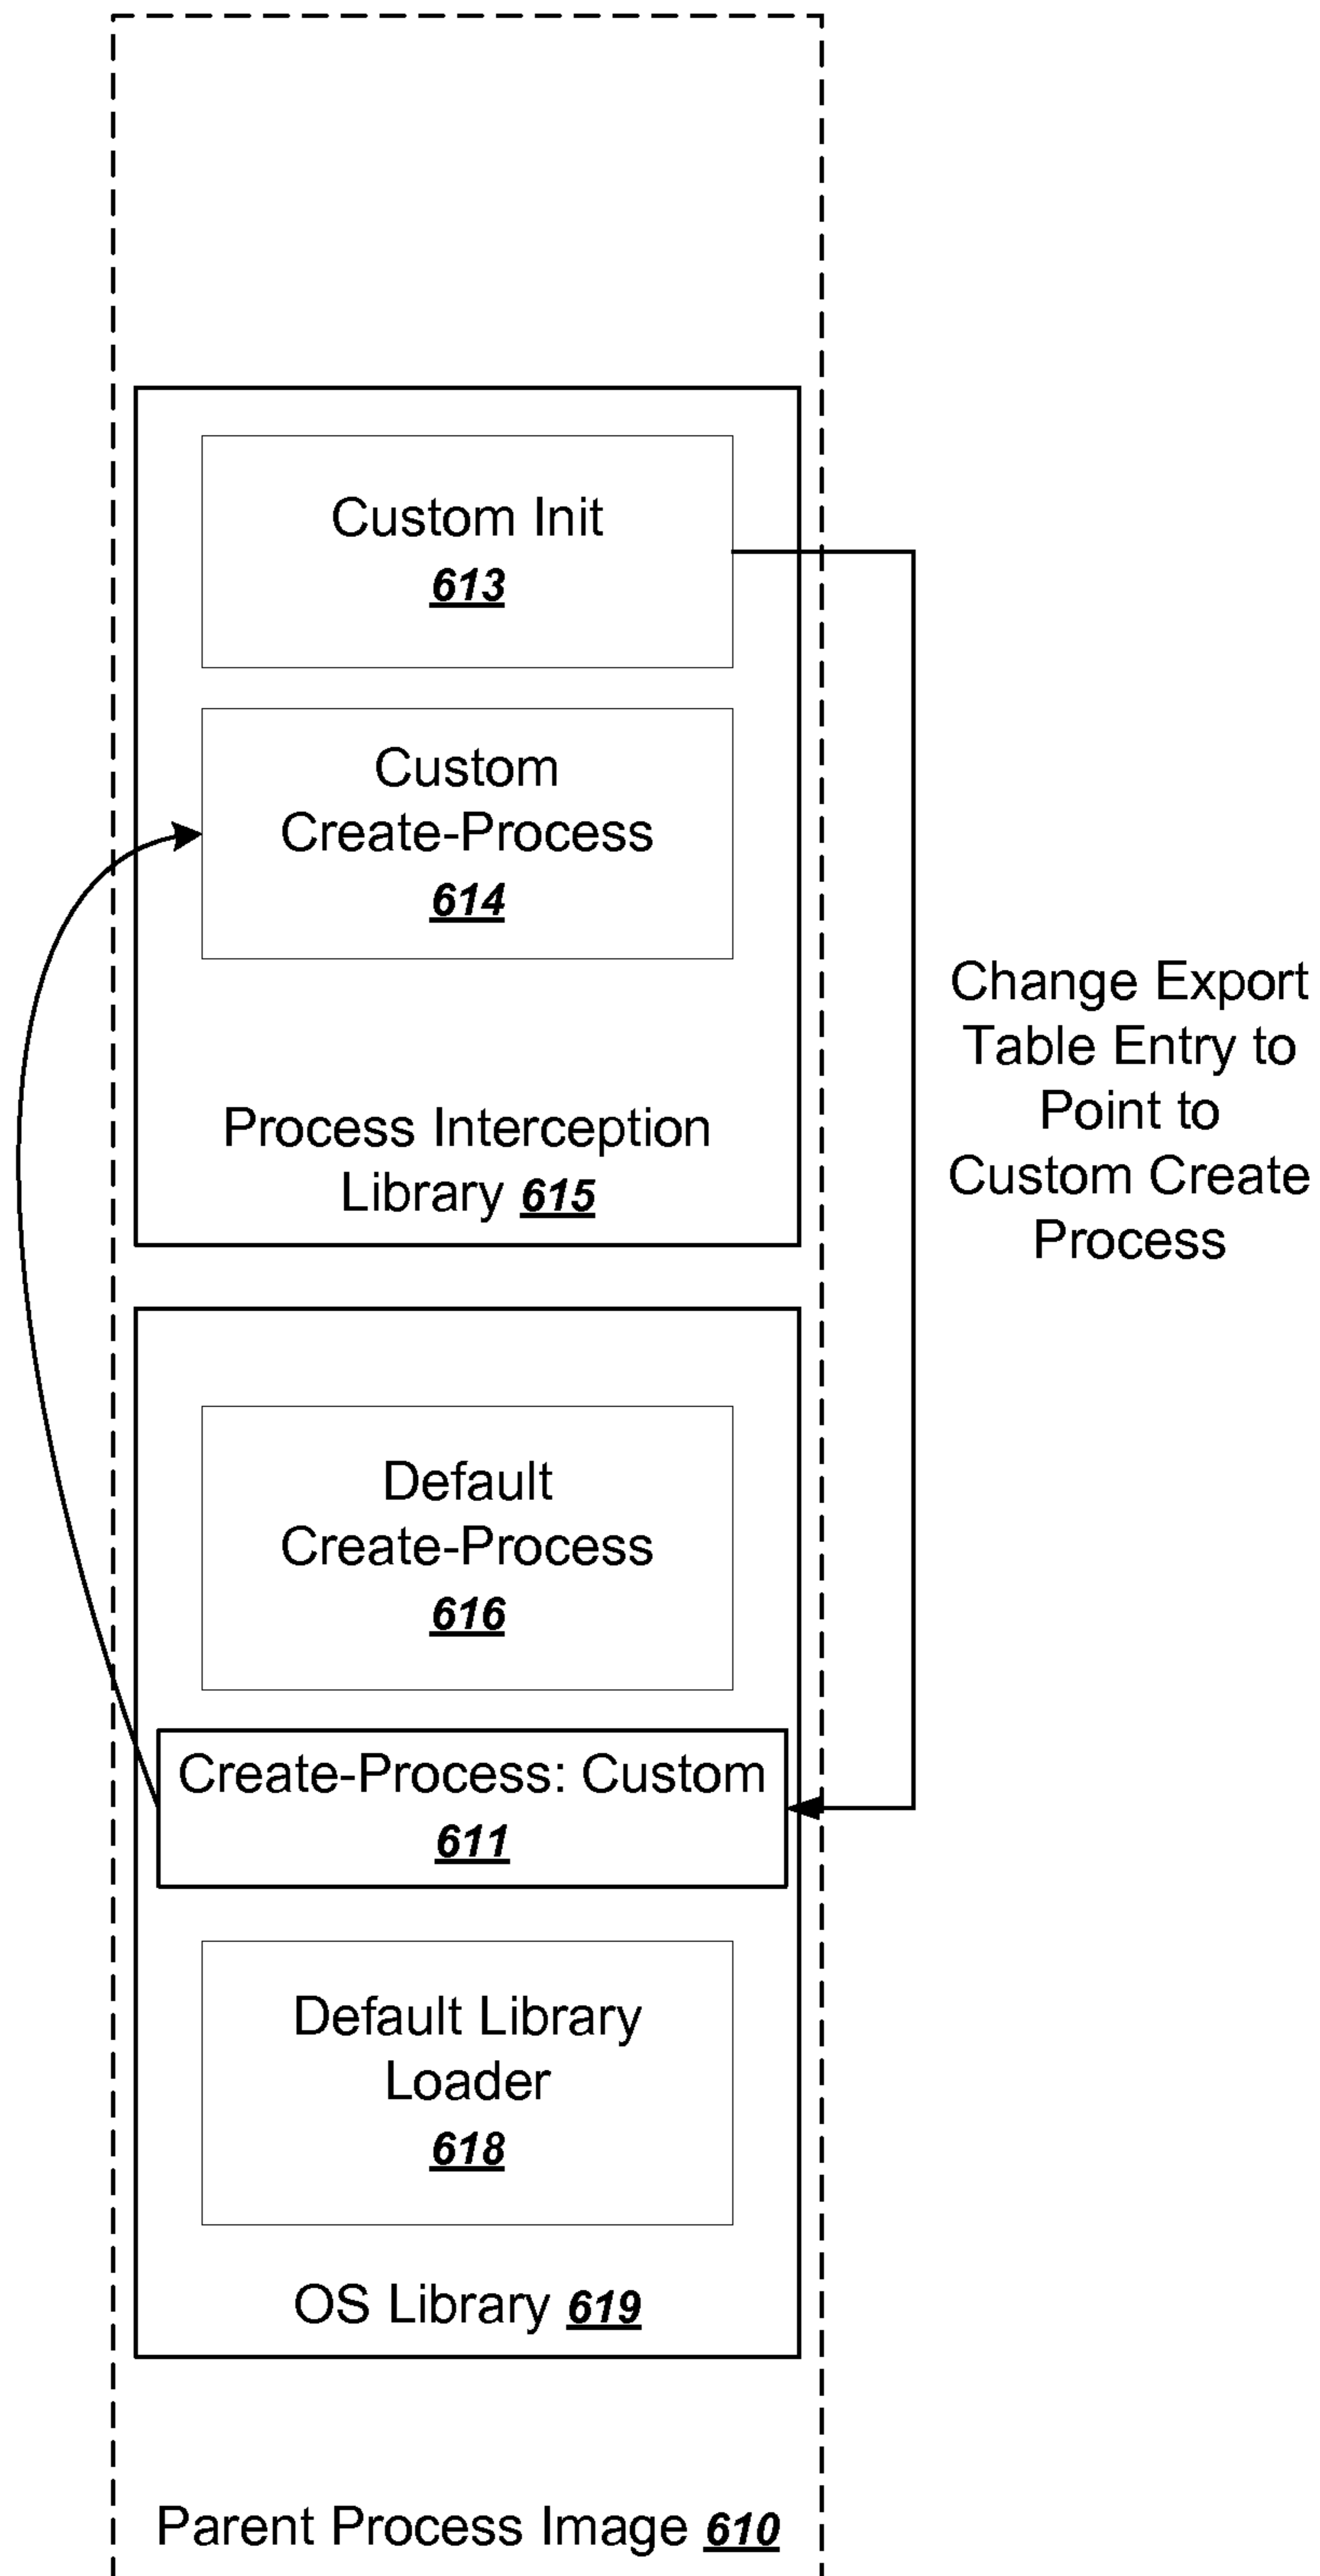 Custom Init
613
Custom
Create-Process
614
Process Interception
Library 615
Change Export
Table Entry to
Point to
Custom Create
Process
Default
Create-Process
616
Create-Process: Custom
611
Default Library
Loader
618
OS Library 619
Parent Process Image 610